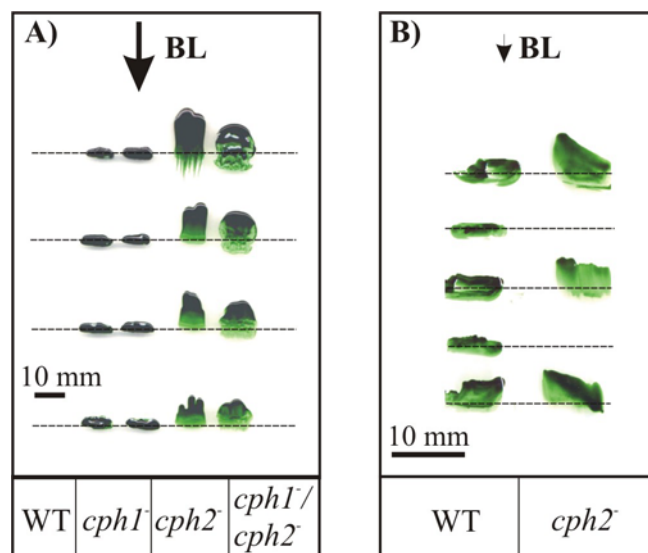 A)
BL
10 mm
WT cph1⁻ cph2⁻ cph1⁻/
cph2⁻
B)
BL
10 mm
WT cph2⁻